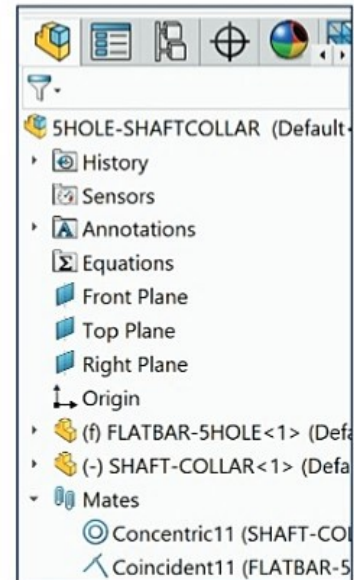 5HOLE-SHAFTCOLLAR (Default
History
Sensors
Annotations
Equations
Front Plane
Top Plane
Right Plane
Origin
(f) FLATBAR-5HOLE<1> (Defa
(-) SHAFT-COLLAR<1> (Defa
Mates
Concentric11 (SHAFT-COL
Coincident11 (FLATBAR-5